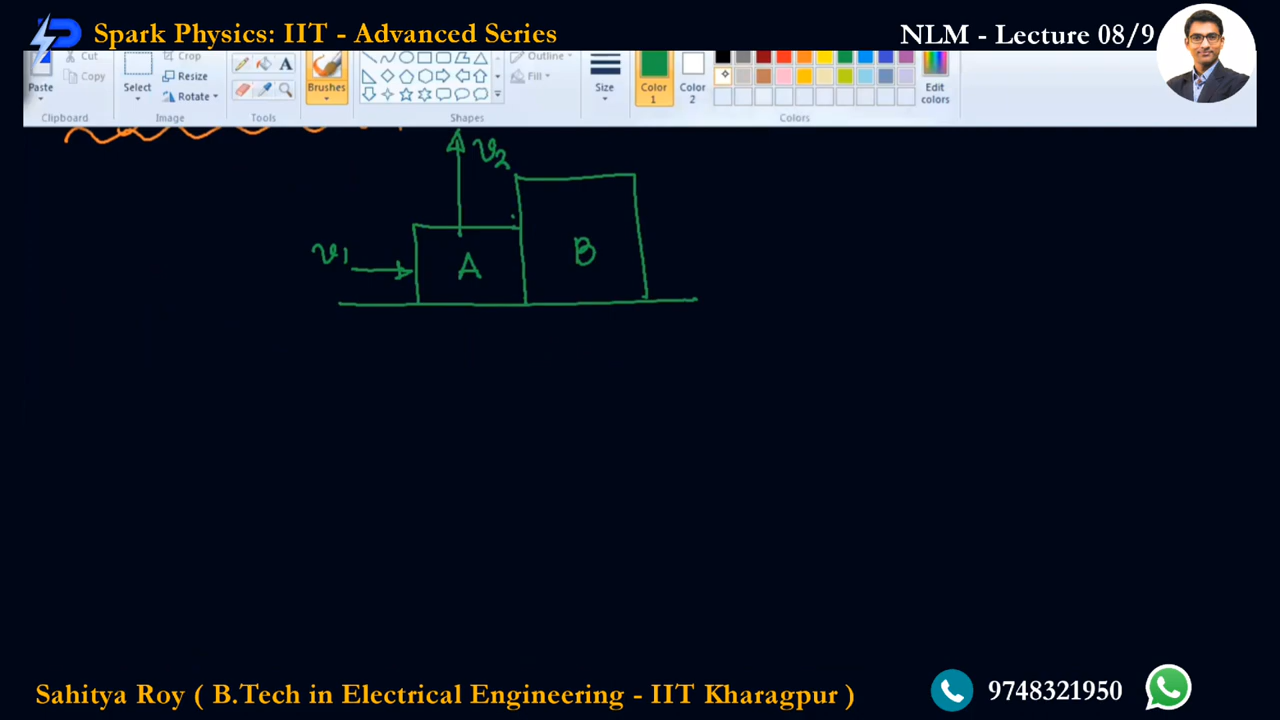 Spark Physics: IIT - Advanced Series
NLM - Lecture 08/9
Cut
Copy
Paste
Clipboard
Select
Crop
Resize
Rotate
Image
A
Tools
Brushes
Shapes
Outline
Fill
Size
Color
1
Color
2
Edit
colors
Colors
v2
v1
A
B
Sahitya Roy ( B.Tech in Electrical Engineering - IIT Kharagpur )
9748321950